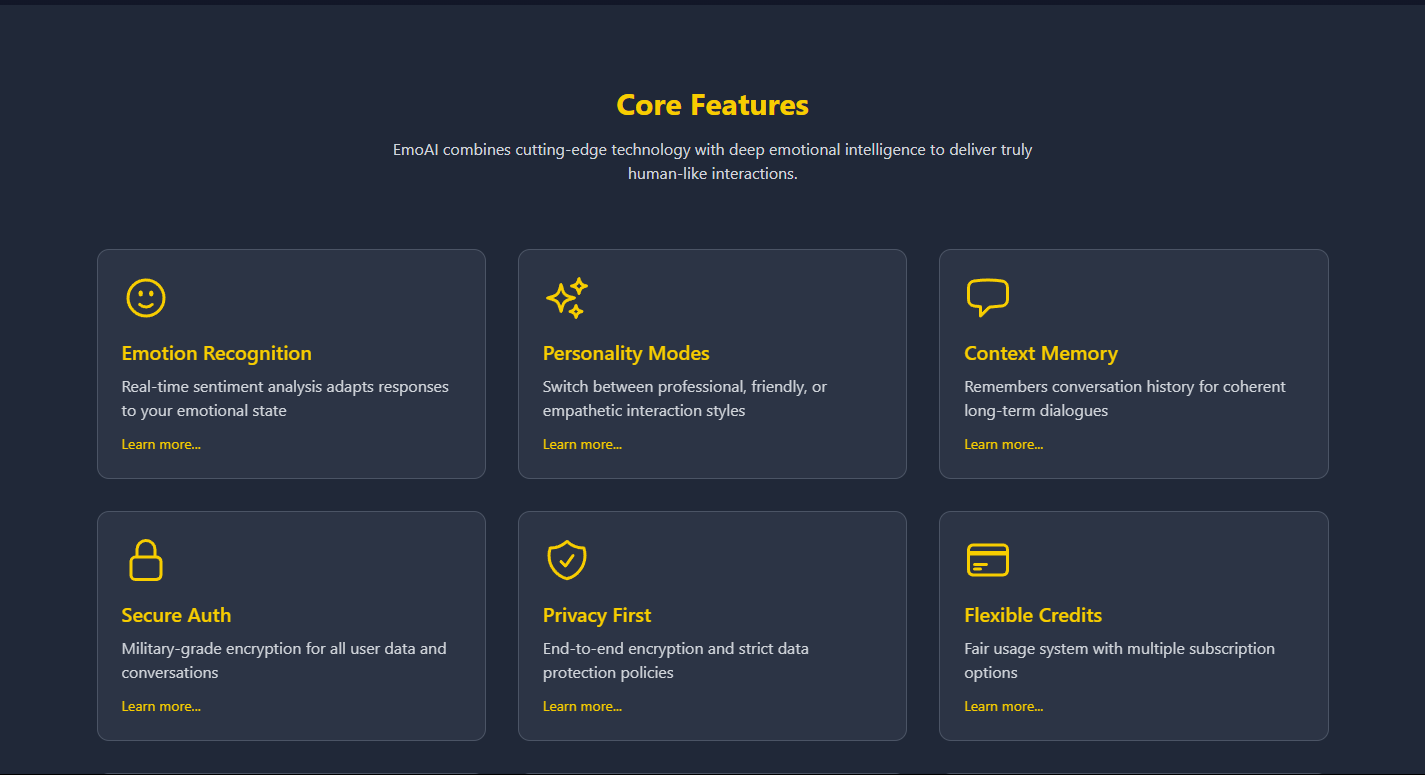 Core Features
EmoAI combines cutting-edge technology with deep emotional intelligence to deliver truly
human-like interactions.
Emotion Recognition
Real-time sentiment analysis adapts responses
to your emotional state
Learn more...
Personality Modes
Switch between professional, friendly, or
empathetic interaction styles
Learn more...
Context Memory
Remembers conversation history for coherent
long-term dialogues
Learn more...
Secure Auth
Military-grade encryption for all user data and
conversations
Learn more...
Privacy First
End-to-end encryption and strict data
protection policies
Learn more...
Flexible Credits
Fair usage system with multiple subscription
options
Learn more...